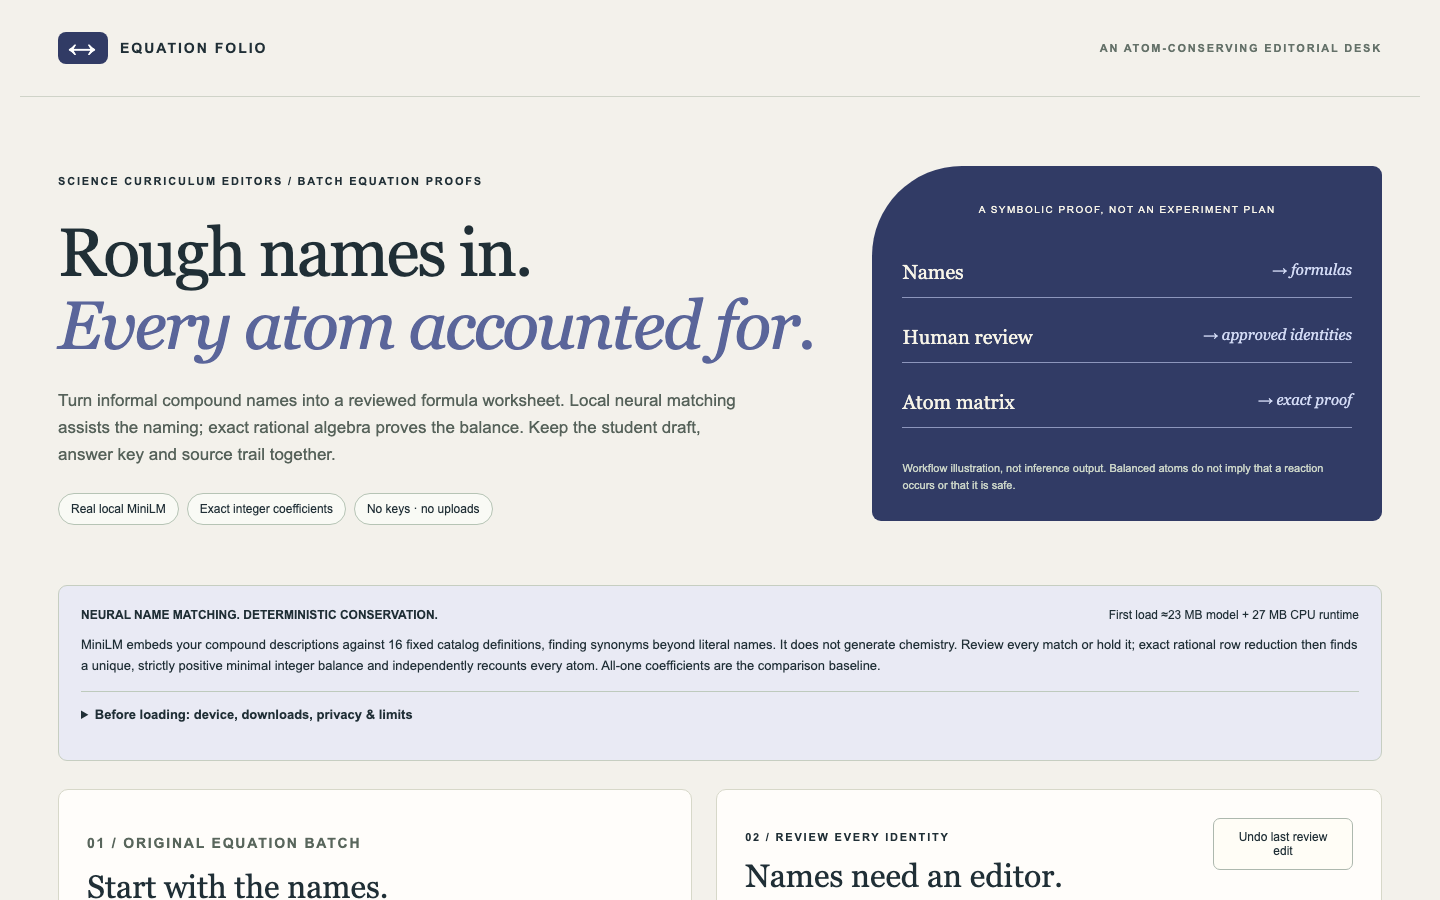 EQUATION FOLIO
AN ATOM-CONSERVING EDITORIAL DESK
SCIENCE CURRICULUM EDITORS / BATCH EQUATION PROOFS
Rough names in.
Every atom accounted for.
Turn informal compound names into a reviewed formula worksheet. Local neural matching
assists the naming; exact rational algebra proves the balance. Keep the student draft,
answer key and source trail together.
Real local MiniLM
Exact integer coefficients
No keys · no uploads
A SYMBOLIC PROOF, NOT AN EXPERIMENT PLAN
Names → formulas
Human review → approved identities
Atom matrix → exact proof
Workflow illustration, not inference output. Balanced atoms do not imply that a reaction
occurs or that it is safe.
NEURAL NAME MATCHING. DETERMINISTIC CONSERVATION.
First load ≈23 MB model + 27 MB CPU runtime
MiniLM embeds your compound descriptions against 16 fixed catalog definitions, finding synonyms beyond literal names. It does not generate chemistry. Review every match or hold it; exact rational row reduction then finds
a unique, strictly positive minimal integer balance and independently recounts every atom. All-one coefficients are the comparison baseline.
Before loading: device, downloads, privacy & limits
01 / ORIGINAL EQUATION BATCH
Start with the names.
02 / REVIEW EVERY IDENTITY
Names need an editor.
Undo last review
edit